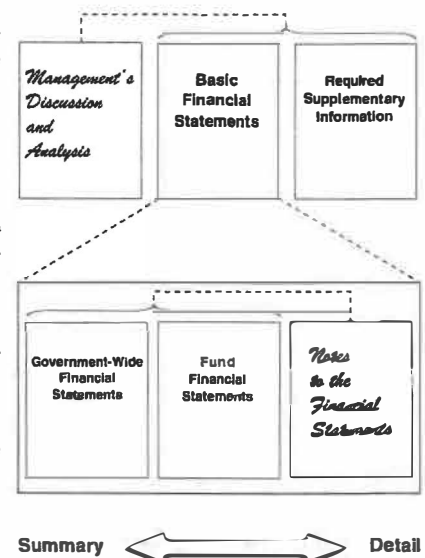 Management's
Discussion
and
Analysis
Basic
Financial
Statements
Required
Supplementary
Information
Government-Wide
Financial
Statements
Fund
Financial
Statements
Notes
to the
Financial
Statements
Summary
Detail